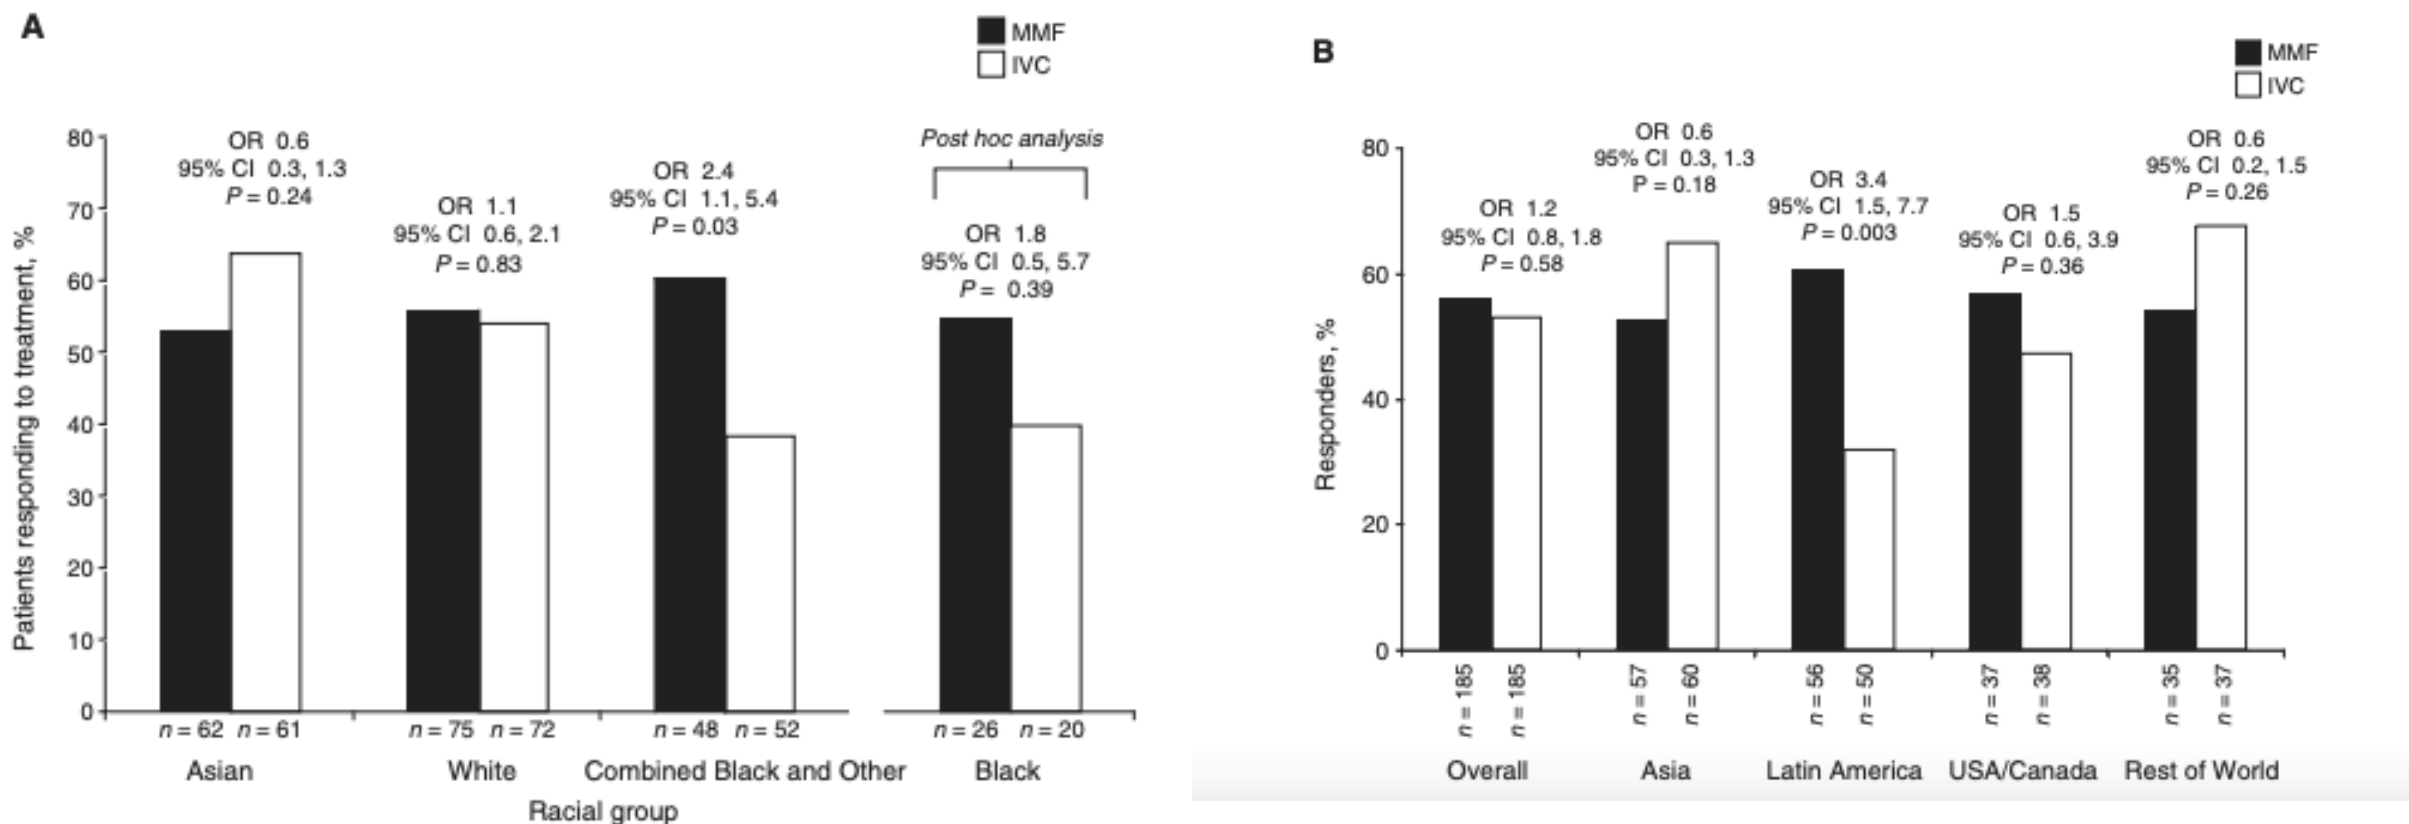 A
MMF
IVC
Patients responding to treatment, %
80
70
60
50
40
30
20
10
0
OR 0.6
95% CI 0.3, 1.3
P = 0.24
OR 1.1
95% CI 0.6, 2.1
P = 0.83
OR 2.4
95% CI 1.1, 5.4
P = 0.03
Post hoc analysis
OR 1.8
95% CI 0.5, 5.7
P = 0.39
n = 62 n = 61
n = 75 n = 72
n = 48 n = 52
n = 26 n = 20
Asian
White
Combined Black and Other
Black
Racial group
B
MMF
IVC
Responders, %
80
60
40
20
0
OR 1.2
95% CI 0.8, 1.8
P = 0.58
OR 0.6
95% CI 0.3, 1.3
P = 0.18
OR 3.4
95% CI 1.5, 7.7
P = 0.003
OR 1.5
95% CI 0.6, 3.9
P = 0.36
OR 0.6
95% CI 0.2, 1.5
P = 0.26
n = 185
n = 185
n = 57
n = 60
n = 56
n = 50
n = 37
n = 38
n = 35
n = 37
Overall
Asia
Latin America
USA/Canada
Rest of World